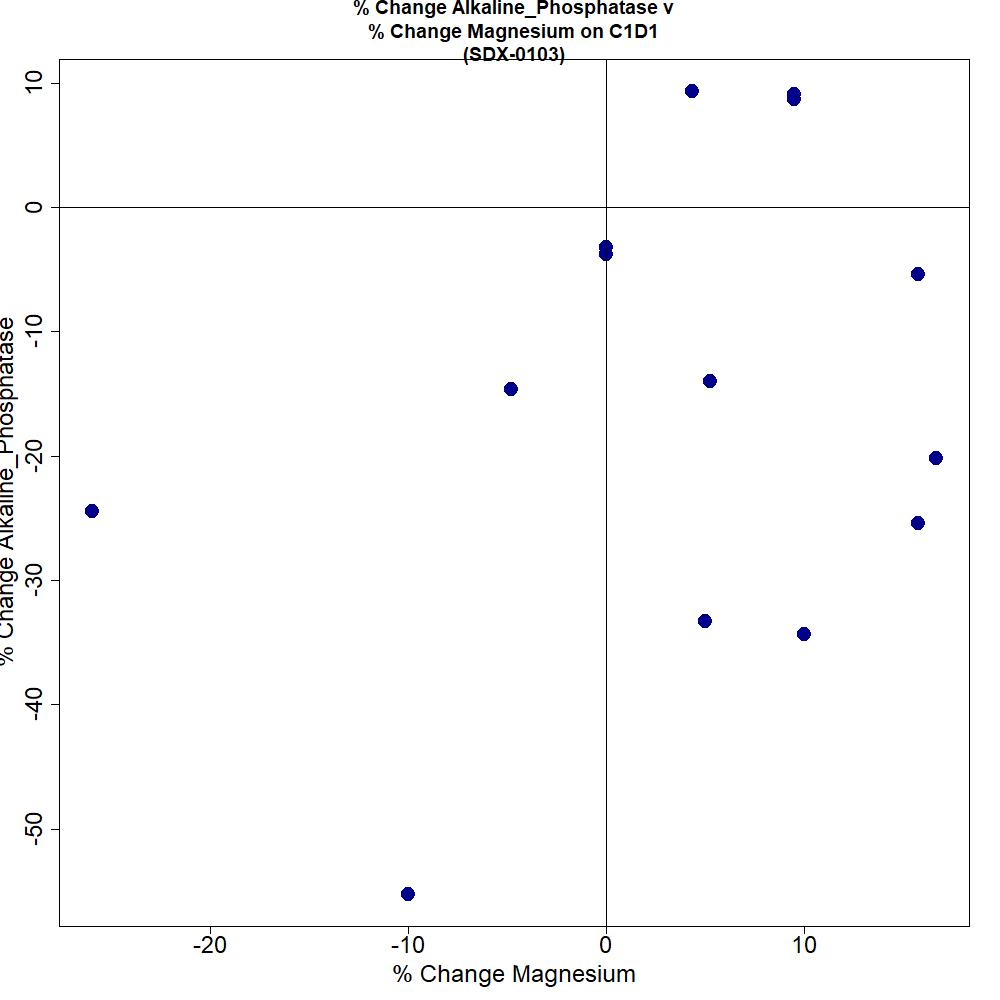 % Change Alkaline_Phosphatase v
% Change Magnesium on C1D1
(SDX-0103)
% Change Alkaline_Phosphatase
10
0
-10
-20
-30
-40
-50
-20
-10
0
10
% Change Magnesium